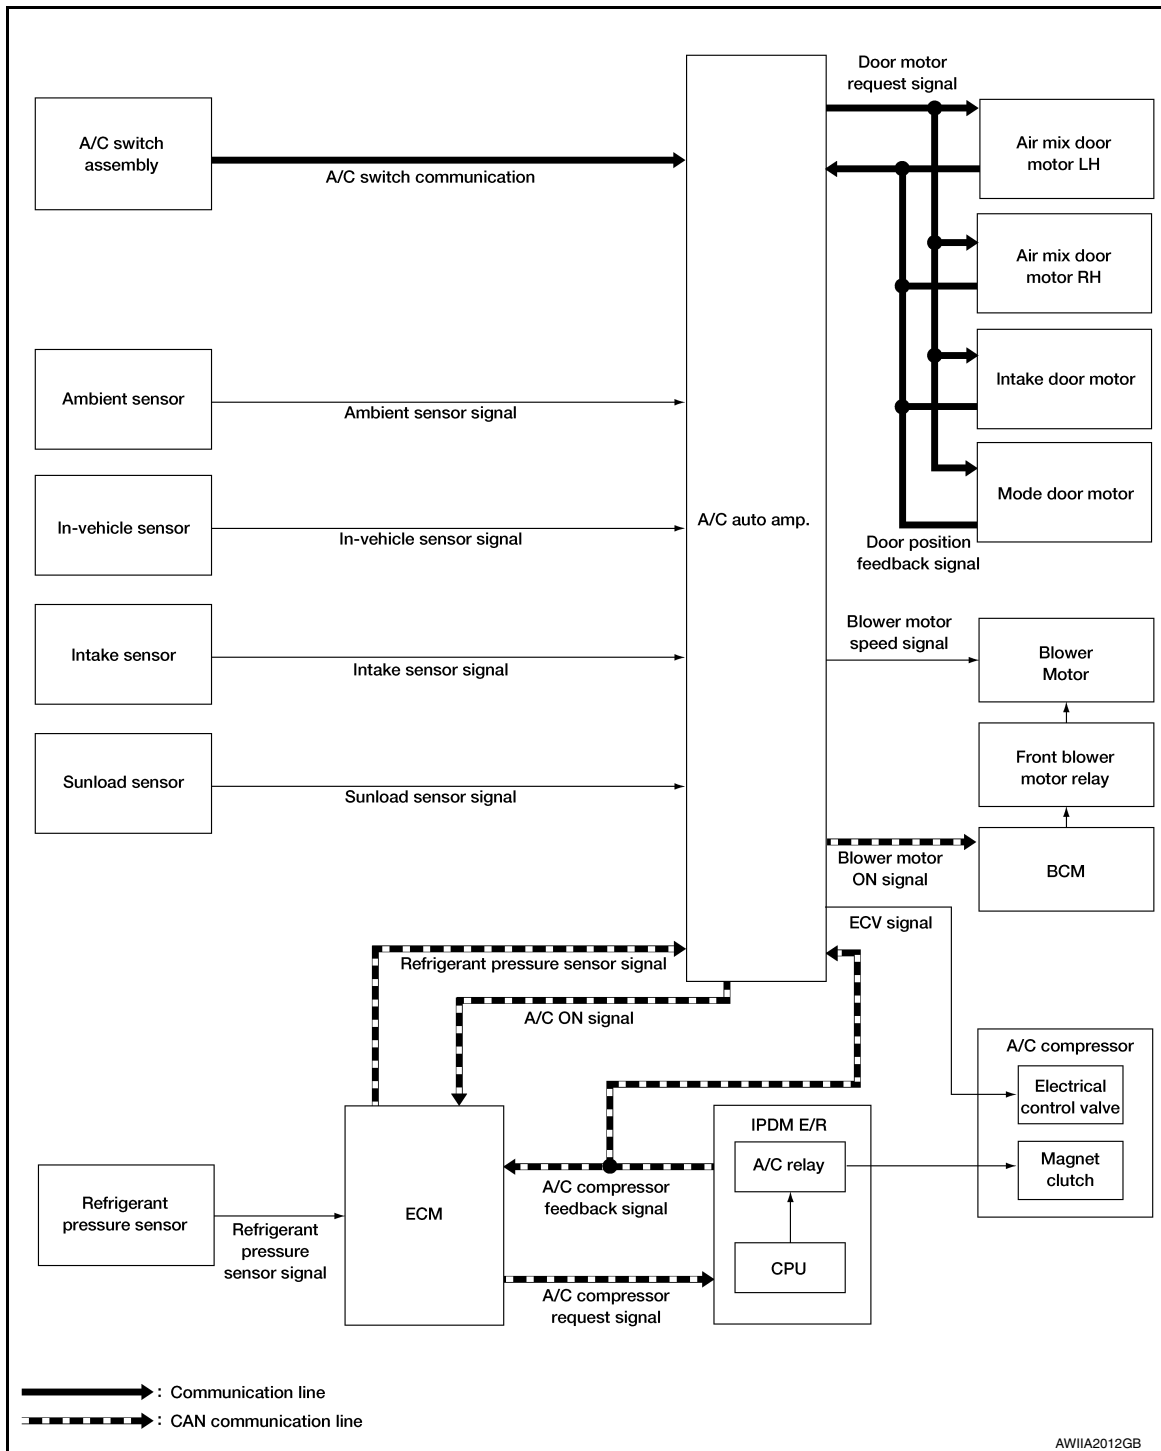 Door motor
request signal
A/C switch
assembly
A/C switch communication
Air mix door
motor LH
Air mix door
motor RH
Ambient sensor
Ambient sensor signal
Intake door motor
In-vehicle sensor
In-vehicle sensor signal
A/C auto amp.
Mode door motor
Door position
feedback signal
Intake sensor
Intake sensor signal
Blower motor
speed signal
Blower
Motor
Sunload sensor
Sunload sensor signal
Front blower
motor relay
Blower motor
ON signal
BCM
ECV signal
Refrigerant pressure sensor signal
A/C ON signal
A/C compressor
Electrical
control valve
Magnet
clutch
IPDM E/R
A/C relay
CPU
A/C compressor
feedback signal
ECM
Refrigerant
pressure sensor
Refrigerant
pressure
sensor signal
A/C compressor
request signal
: Communication line
: CAN communication line
AWIIA2012GB